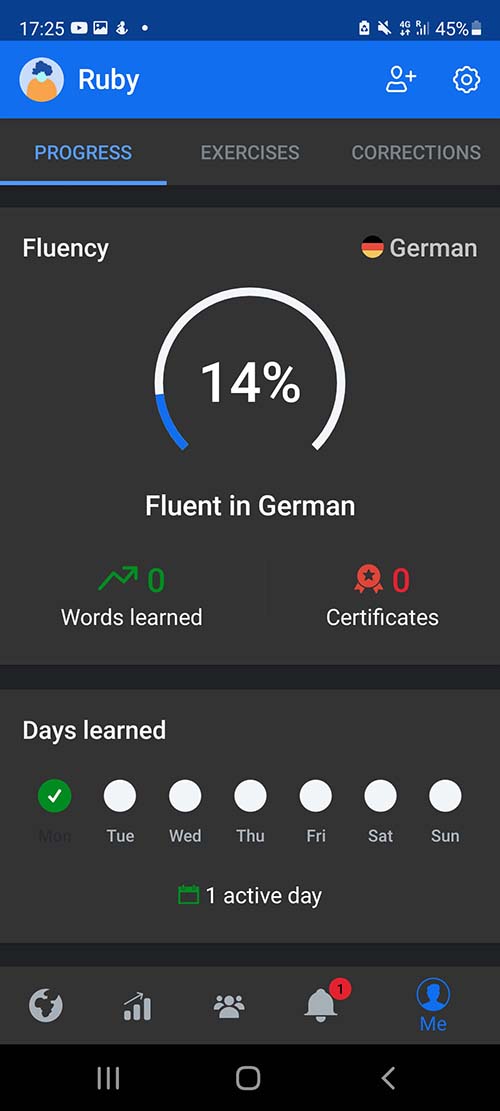 17:25 4G R 45%
Ruby
PROGRESS EXERCISES CORRECTIONS
Fluency German
14%
Fluent in German
0 0
Words learned Certificates
Days learned
Mon Tue Wed Thu Fri Sat Sun
1 active day
1
Me